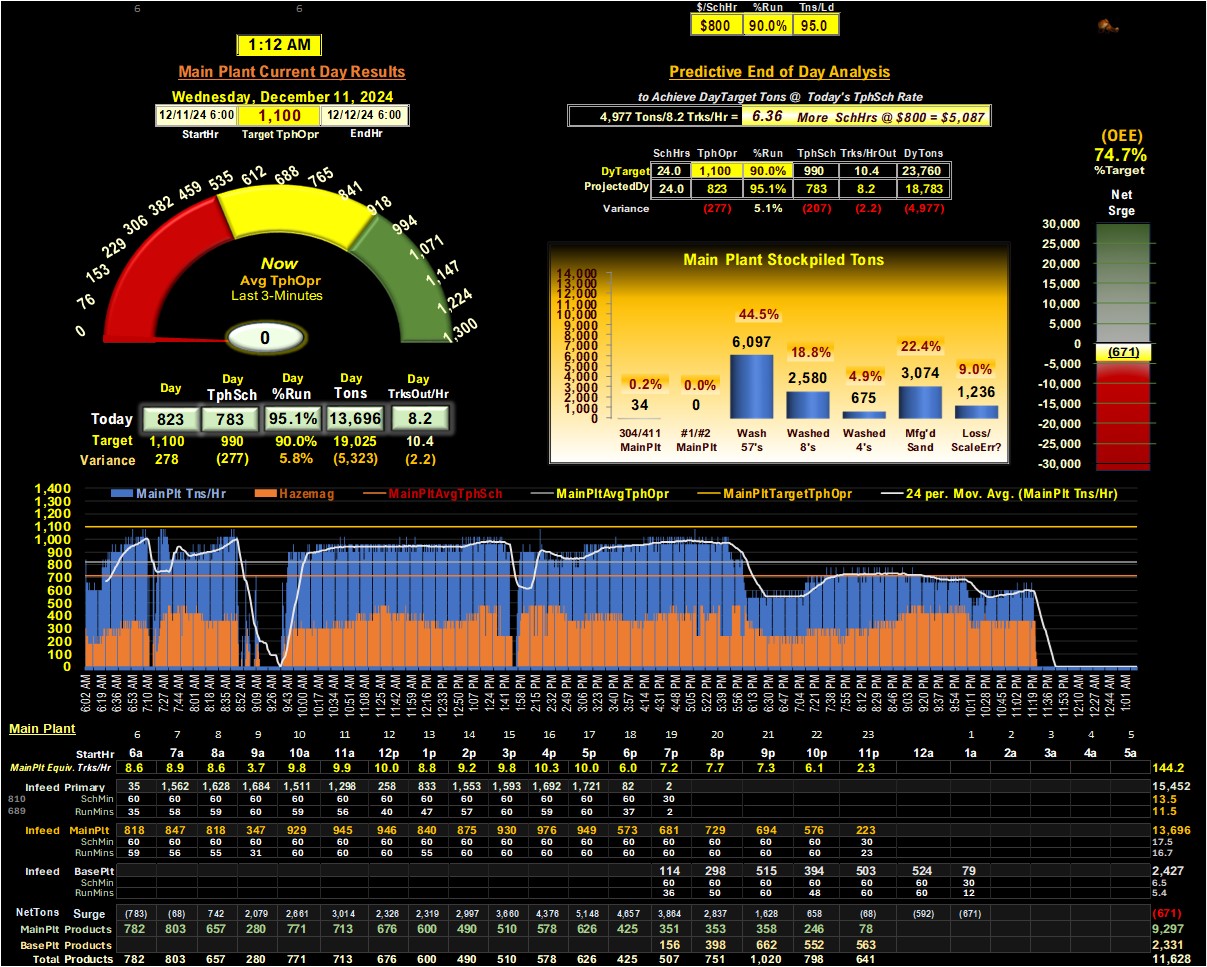 6 6
$/SchHr %Run Tns/Ld
$800 90.0% 95.0
1:12 AM
Main Plant Current Day Results
Wednesday, December 11, 2024
12/11/24 6:00 1,100 12/12/24 6:00
StartHr Target TphOpr EndHr
Predictive End of Day Analysis
to Achieve DayTarget Tons @ Today's TphSch Rate
4,977 Tons/8.2 Trks/Hr = 6.36 More SchHrs @ $800 = $5,087
SchHrs TphOpr %Run TphSch Trks/HrOut DyTons
DyTarget 24.0 1,100 90.0% 990 10.4 23,760
ProjectedDy 24.0 823 95.1% 783 8.2 18,783
Variance (277) 5.1% (207) (2.2) (4,977)
(OEE)
74.7%
%Target
Net
Srge
30,000
25,000
20,000
15,000
10,000
5,000
0
(671)
-5,000
-10,000
-15,000
-20,000
-25,000
-30,000
0 76 153 229 306 382 459 535 612 688 765 841 918 994 1,071 1,147 1,224 1,300
Now
Avg TphOpr
Last 3-Minutes
0
Day Day Day Day Day
TphSch %Run Tons TrksOut/Hr
Today 823 783 95.1% 13,696 8.2
Target 1,100 990 90.0% 19,025 10.4
Variance 278 (277) 5.8% (5,323) (2.2)
Main Plant Stockpiled Tons
14,000
13,000
12,000
11,000
10,000
9,000
8,000
7,000
6,000
5,000
4,000
3,000
2,000
1,000
0
0.2% 0.0% 44.5% 18.8% 4.9% 22.4% 9.0%
34 0 6,097 2,580 675 3,074 1,236
304/411 #1/#2 Wash Washed Washed Mfg'd Loss/
MainPlt MainPlt 57's 8's 4's Sand ScaleErr?
MainPlt Tns/Hr Hazemag MainPltAvgTphSch MainPltAvgTphOpr MainPltTargetTphOpr 24 per. Mov. Avg. (MainPlt Tns/Hr)
1,400
1,300
1,200
1,100
1,000
900
800
700
600
500
400
300
200
100
0
6:02 AM 6:19 AM 6:36 AM 6:53 AM 7:10 AM 7:27 AM 7:44 AM 8:01 AM 8:18 AM 8:35 AM 8:52 AM 9:09 AM 9:26 AM 9:43 AM 10:00 AM 10:17 AM 10:34 AM 10:51 AM 11:08 AM 11:25 AM 11:42 AM 11:59 AM 12:16 PM 12:33 PM 12:50 PM 1:07 PM 1:24 PM 1:41 PM 1:58 PM 2:15 PM 2:32 PM 2:49 PM 3:06 PM 3:23 PM 3:40 PM 3:57 PM 4:14 PM 4:31 PM 4:48 PM 5:05 PM 5:22 PM 5:39 PM 5:56 PM 6:13 PM 6:30 PM 6:47 PM 7:04 PM 7:21 PM 7:38 PM 7:55 PM 8:12 PM 8:29 PM 8:46 PM 9:03 PM 9:20 PM 9:37 PM 9:54 PM 10:11 PM 10:28 PM 10:45 PM 11:02 PM 11:19 PM 11:36 PM 11:53 PM 12:10 AM 12:27 AM 12:44 AM 1:01 AM
Main Plant
6 7 8 9 10 11 12 13 14 15 16 17 18 19 20 21 22 23 1 2 3 4 5
StartHr 6a 7a 8a 9a 10a 11a 12p 1p 2p 3p 4p 5p 6p 7p 8p 9p 10p 11p 12a 1a 2a 3a 4a 5a
MainPlt Equiv. Trks/Hr 8.6 8.9 8.6 3.7 9.8 9.9 10.0 8.8 9.2 9.8 10.3 10.0 6.0 7.2 7.7 7.3 6.1 2.3 144.2
Infeed Primary 35 1,562 1,628 1,684 1,511 1,298 258 833 1,553 1,593 1,692 1,721 82 2 15,452
810 SchMin 60 60 60 60 60 60 60 60 60 60 60 60 60 30 13.5
689 RunMins 35 58 59 60 59 56 40 47 57 60 59 60 37 2 11.5
Infeed MainPlt 818 847 818 347 929 945 946 840 875 930 976 949 573 681 729 694 576 223 13,696
SchMin 60 60 60 60 60 60 60 60 60 60 60 60 60 60 60 60 60 30 17.5
RunMins 59 56 55 31 60 60 60 55 60 60 60 60 60 60 60 60 60 23 16.7
Infeed BasePlt 114 298 515 394 503 524 79 2,427
SchMin 60 60 60 60 60 60 30 6.5
RunMins 36 50 60 48 60 60 12 5.4
NetTons Surge (783) (68) 742 2,079 2,661 3,014 2,326 2,319 2,997 3,660 4,376 5,148 4,657 3,864 2,837 1,628 658 (68) (592) (671) (671)
MainPlt Products 782 803 657 280 771 713 676 600 490 510 578 626 425 351 353 358 246 78 9,297
BasePlt Products 156 398 662 552 563 2,331
Total Products 782 803 657 280 771 713 676 600 490 510 578 626 425 507 751 1,020 798 641 11,628